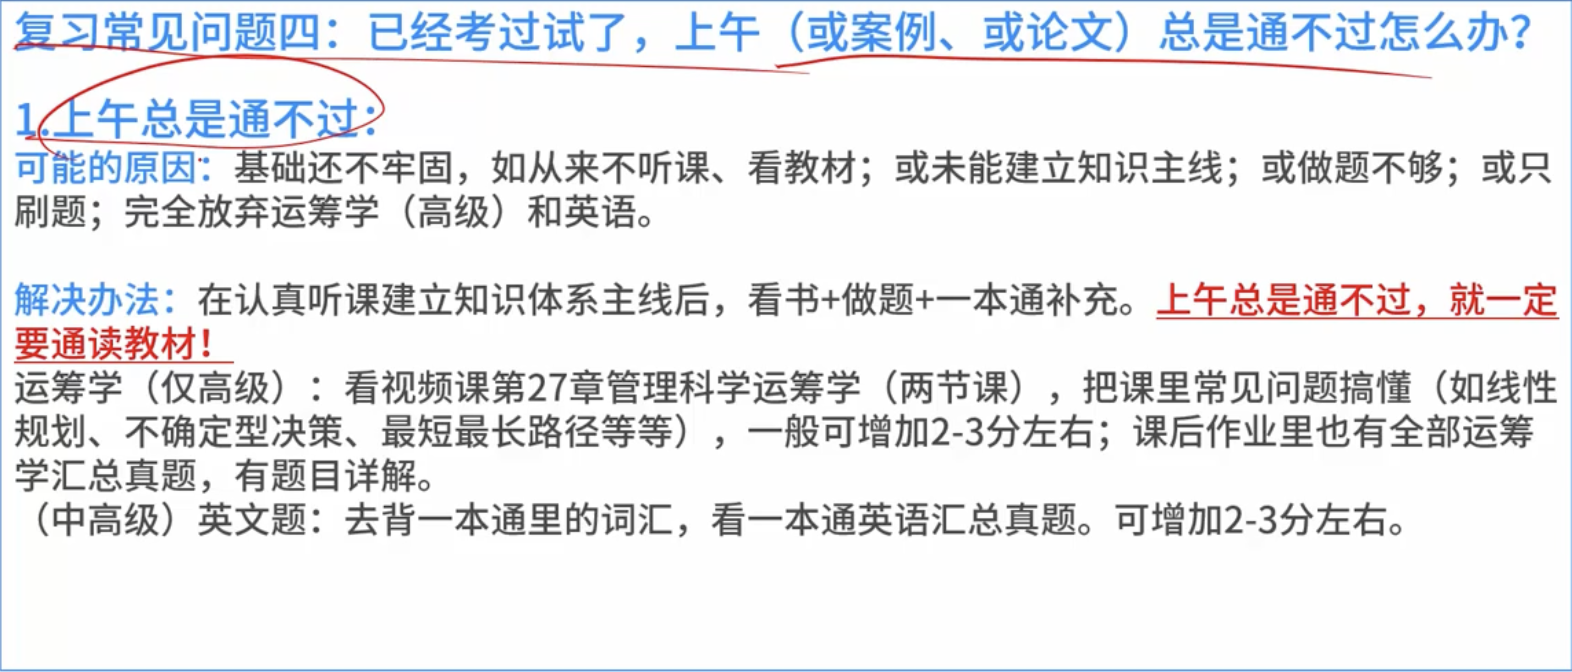 复习常见问题四：已经考过试了，上午（或案例、或论文）总是通不过怎么办？
1.上午总是通不过：
可能的原因：基础还不牢固，如从来不听课、看教材；或未能建立知识主线；或做题不够；或只
刷题；完全放弃运筹学（高级）和英语。
解决办法：在认真听课建立知识体系主线后，看书+做题+一本通补充。上午总是通不过，就一定
要通读教材！
运筹学（仅高级）：看视频课第27章管理科学运筹学（两节课），把课里常见问题搞懂（如线性
规划、不确定型决策、最短最长路径等等），一般可增加2-3分左右；课后作业里也有全部运筹
学汇总真题，有题目详解。
（中高级）英文题：去背一本通里的词汇，看一本通英语汇总真题。可增加2-3分左右。